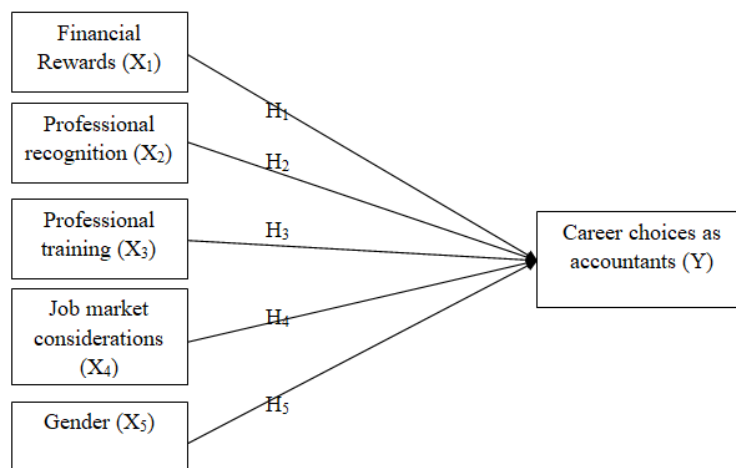 Financial
Rewards (X₁)
H₁
Professional
recognition (X₂)
H₂
Professional
training (X₃)
H₃
Career choices as
accountants (Y)
Job market
considerations
(X₄)
H₄
Gender (X₅)
H₅